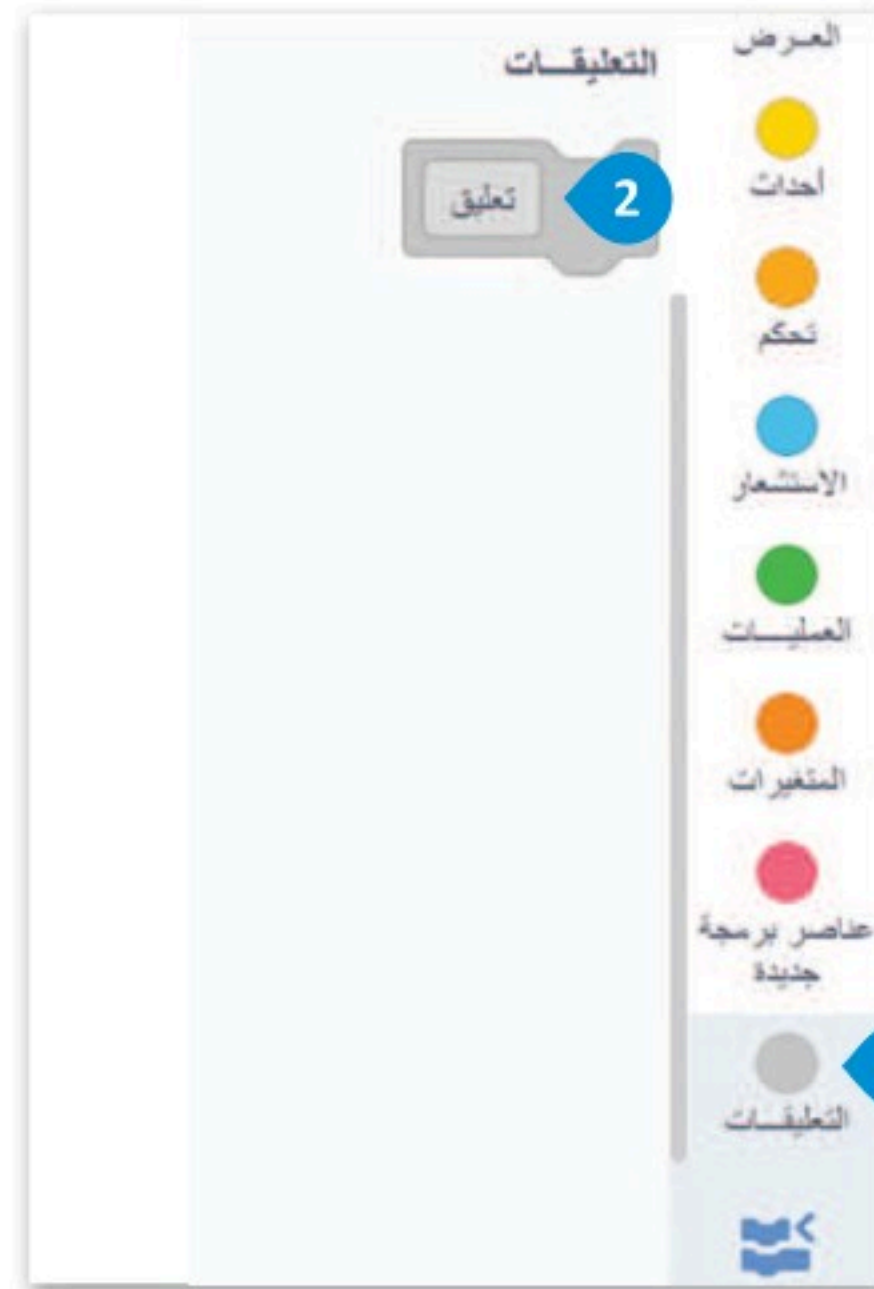 العرض
أحداث
تحكم
الاستشعار
العمليات
المتغيرات
عناصر برمجة
جديدة
التعليقات
التعليقات
تعليق
2